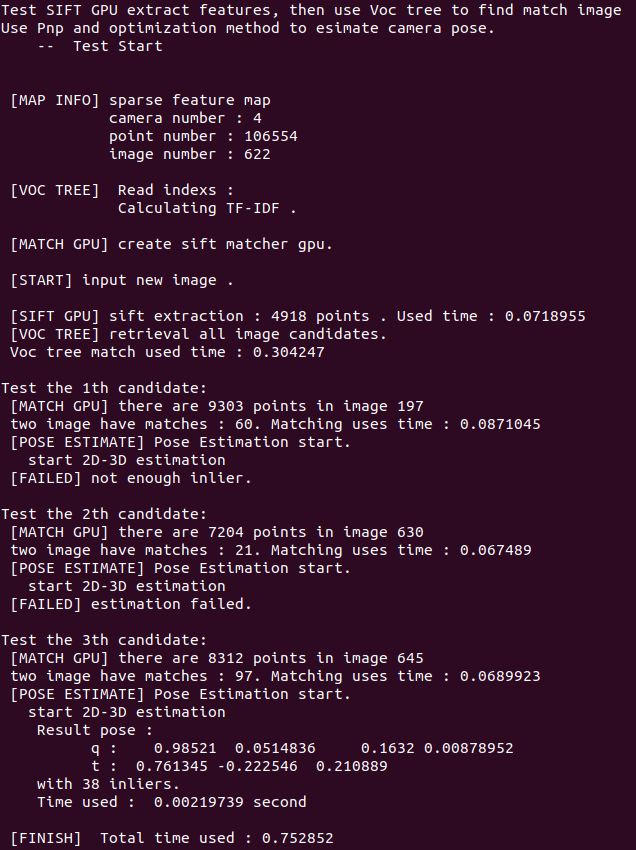 Test SIFT GPU extract features, then use Voc tree to find match image
Use Pnp and optimization method to esimate camera pose.
-- Test Start
[MAP INFO] sparse feature map
camera number : 4
point number : 106554
image number : 622
[VOC TREE] Read indexs :
Calculating TF-IDF .
[MATCH GPU] create sift matcher gpu.
[START] input new image .
[SIFT GPU] sift extraction : 4918 points . Used time : 0.0718955
[VOC TREE] retrieval all image candidates.
Voc tree match used time : 0.304247
Test the 1th candidate:
[MATCH GPU] there are 9303 points in image 197
two image have matches : 60. Matching uses time : 0.0871045
[POSE ESTIMATE] Pose Estimation start.
start 2D-3D estimation
[FAILED] not enough inlier.
Test the 2th candidate:
[MATCH GPU] there are 7204 points in image 630
two image have matches : 21. Matching uses time : 0.067489
[POSE ESTIMATE] Pose Estimation start.
start 2D-3D estimation
[FAILED] estimation failed.
Test the 3th candidate:
[MATCH GPU] there are 8312 points in image 645
two image have matches : 97. Matching uses time : 0.0689923
[POSE ESTIMATE] Pose Estimation start.
start 2D-3D estimation
Result pose :
q : 0.98521 0.0514836 0.1632 0.00878952
t : 0.761345 -0.222546 0.210889
with 38 inliers.
Time used : 0.00219739 second
[FINISH] Total time used : 0.752852